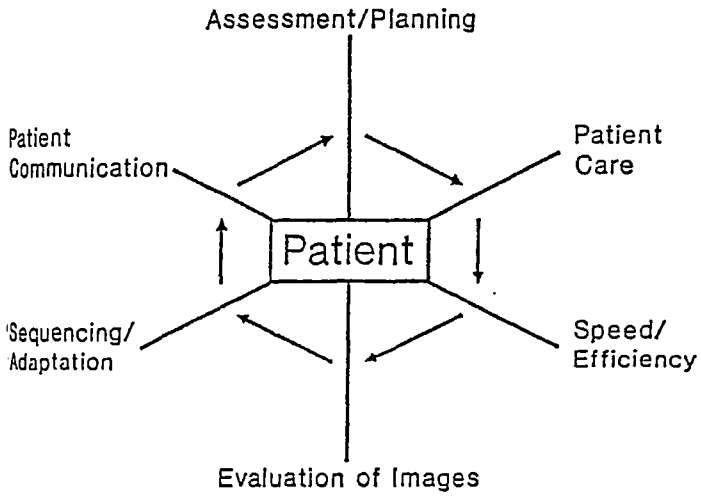 Assessment/Planning
Patient
Communication
Patient
Care
Patient
Sequencing/
Adaptation
Speed/
Efficiency
Evaluation of Images